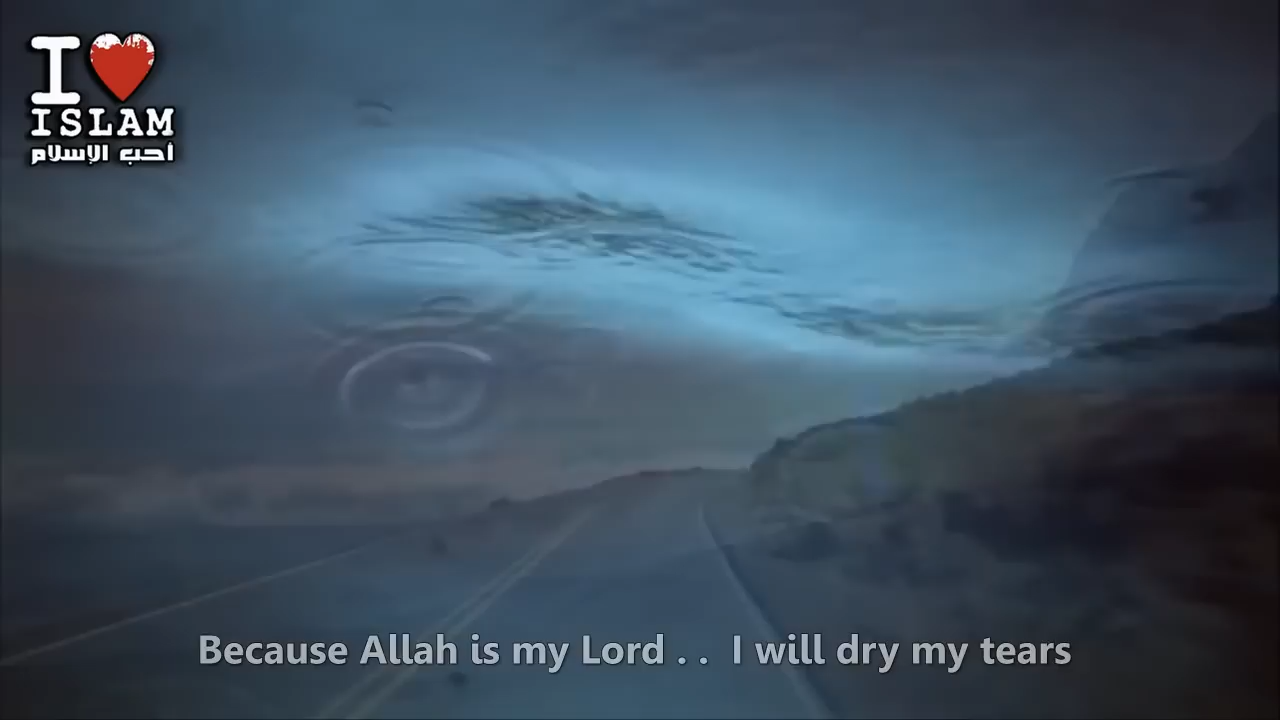 I
ISLAM
أحب الإسلام
Because Allah is my Lord . .  I will dry my tears